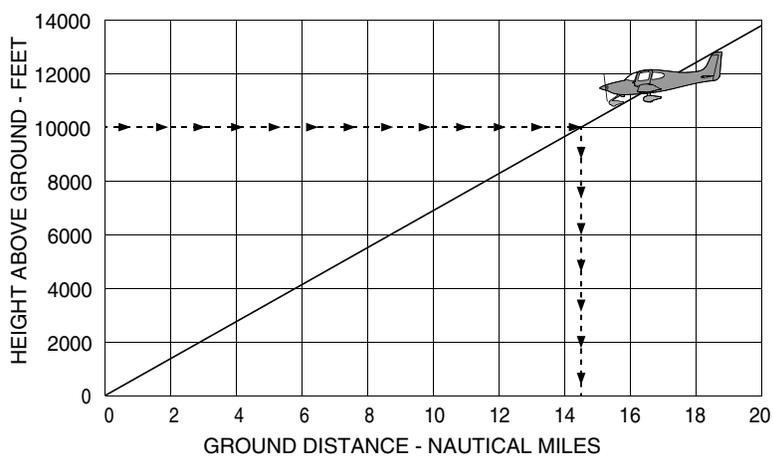 HEIGHT ABOVE GROUND - FEET
14000
12000
10000
8000
6000
4000
2000
0
0 2 4 6 8 10 12 14 16 18 20
GROUND DISTANCE - NAUTICAL MILES